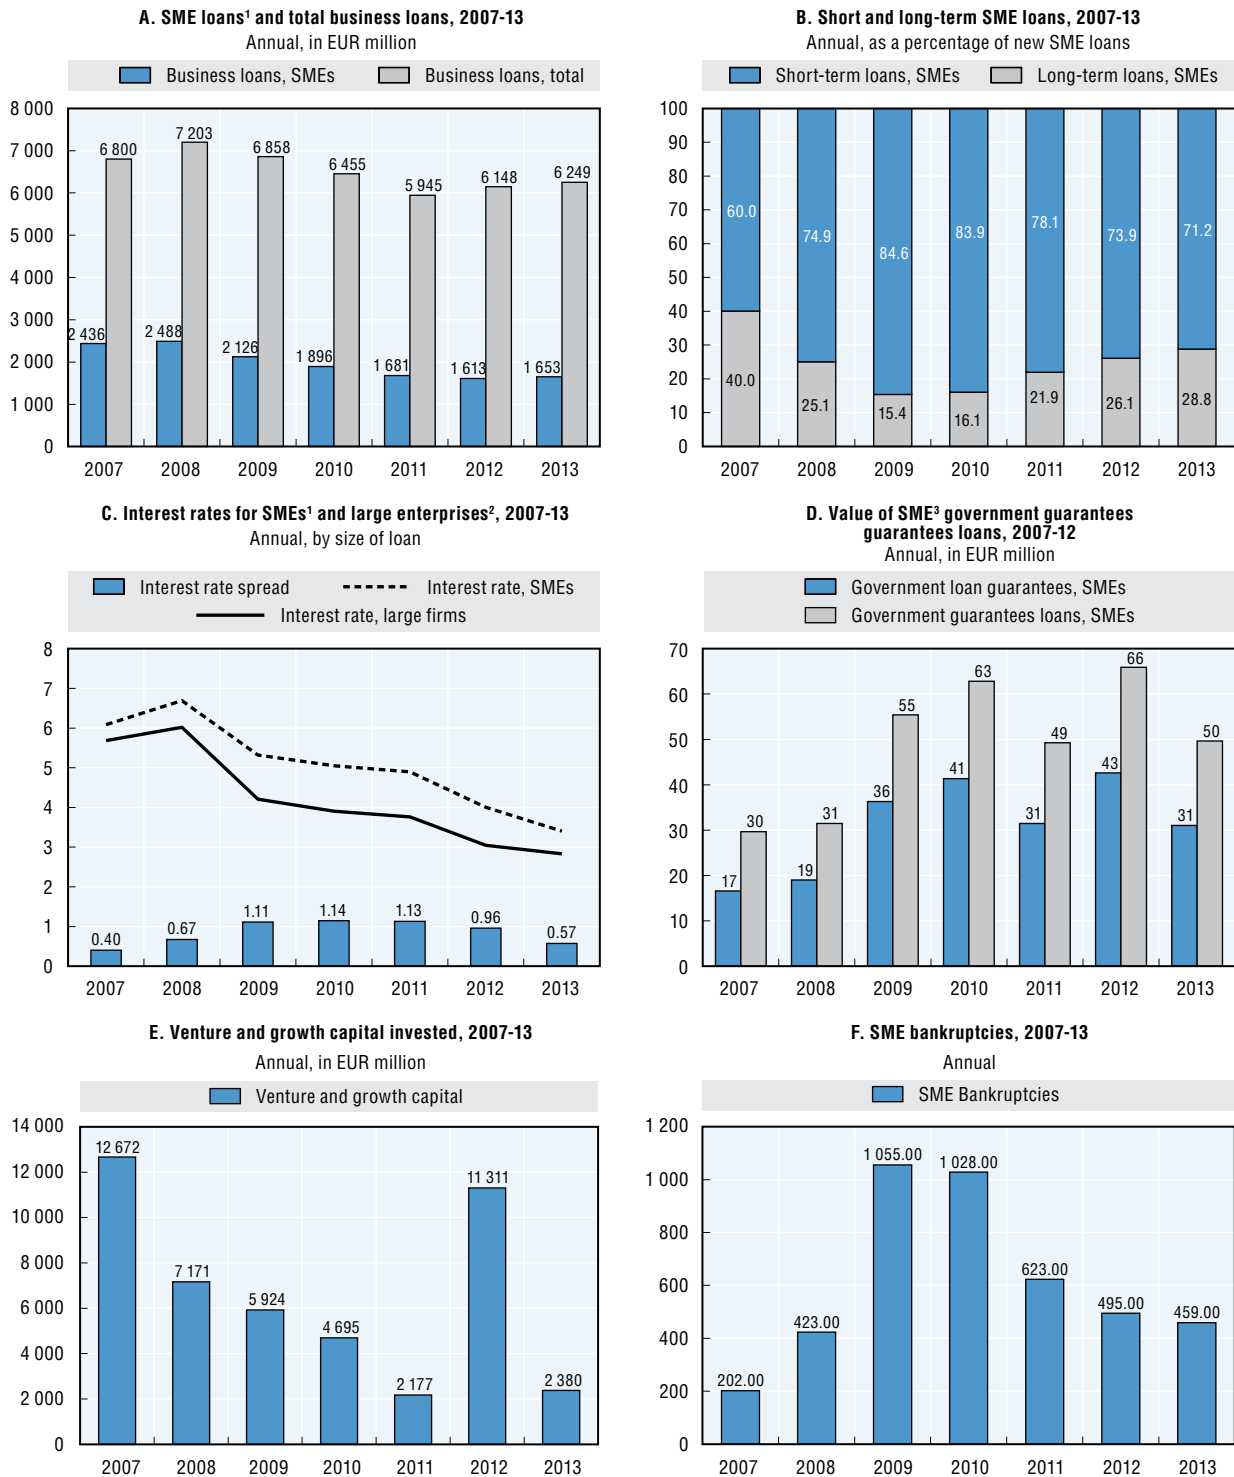 A. SME loans¹ and total business loans, 2007-13
Annual, in EUR million
Business loans, SMEs Business loans, total
8 000
7 000
6 000
5 000
4 000
3 000
2 000
1 000
0
2 436 6 800 2 488 7 203 2 126 6 858 1 896 6 455 1 681 5 945 1 613 6 148 1 653 6 249
2007 2008 2009 2010 2011 2012 2013
B. Short and long-term SME loans, 2007-13
Annual, as a percentage of new SME loans
Short-term loans, SMEs Long-term loans, SMEs
100
90
80
70
60
50
40
30
20
10
0
60.0 74.9 84.6 83.9 78.1 73.9 71.2
40.0 25.1 15.4 16.1 21.9 26.1 28.8
2007 2008 2009 2010 2011 2012 2013
C. Interest rates for SMEs¹ and large enterprises², 2007-13
Annual, by size of loan
Interest rate spread Interest rate, SMEs
Interest rate, large firms
8
7
6
5
4
3
2
1
0
0.40 0.67 1.11 1.14 1.13 0.96 0.57
2007 2008 2009 2010 2011 2012 2013
D. Value of SME³ government guarantees
guarantees loans, 2007-12
Annual, in EUR million
Government loan guarantees, SMEs
Government guarantees loans, SMEs
70
60
50
40
30
20
10
0
17 30 19 31 36 55 41 63 31 49 43 66 31 50
2007 2008 2009 2010 2011 2012 2013
E. Venture and growth capital invested, 2007-13
Annual, in EUR million
Venture and growth capital
14 000
12 000
10 000
8 000
6 000
4 000
2 000
0
12 672 7 171 5 924 4 695 2 177 11 311 2 380
2007 2008 2009 2010 2011 2012 2013
F. SME bankruptcies, 2007-13
Annual
SME Bankruptcies
1 200
1 000
800
600
400
200
0
202.00 423.00 1 055.00 1 028.00 623.00 495.00 459.00
2007 2008 2009 2010 2011 2012 2013